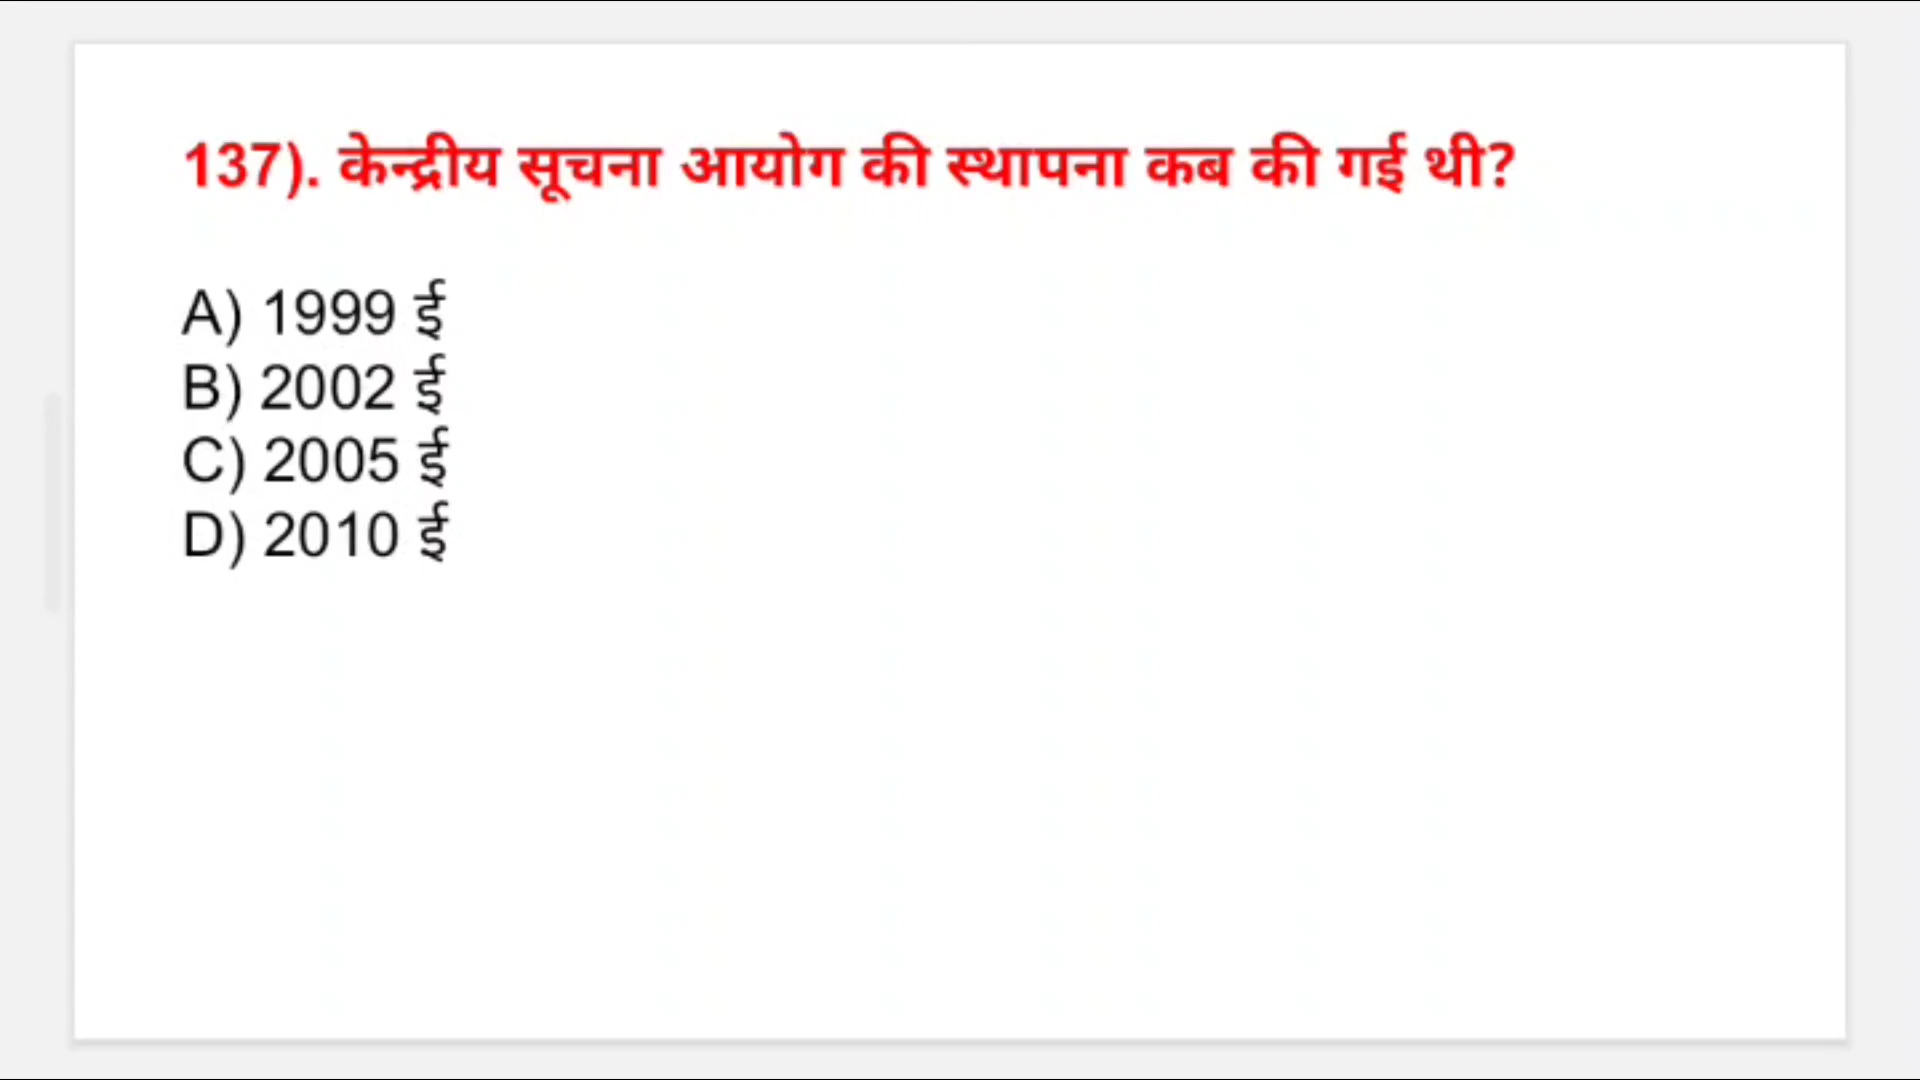 137). केन्द्रीय सूचना आयोग की स्थापना कब की गई थी?
A) 1999 ई
B) 2002 ई
C) 2005 ई
D) 2010 ई